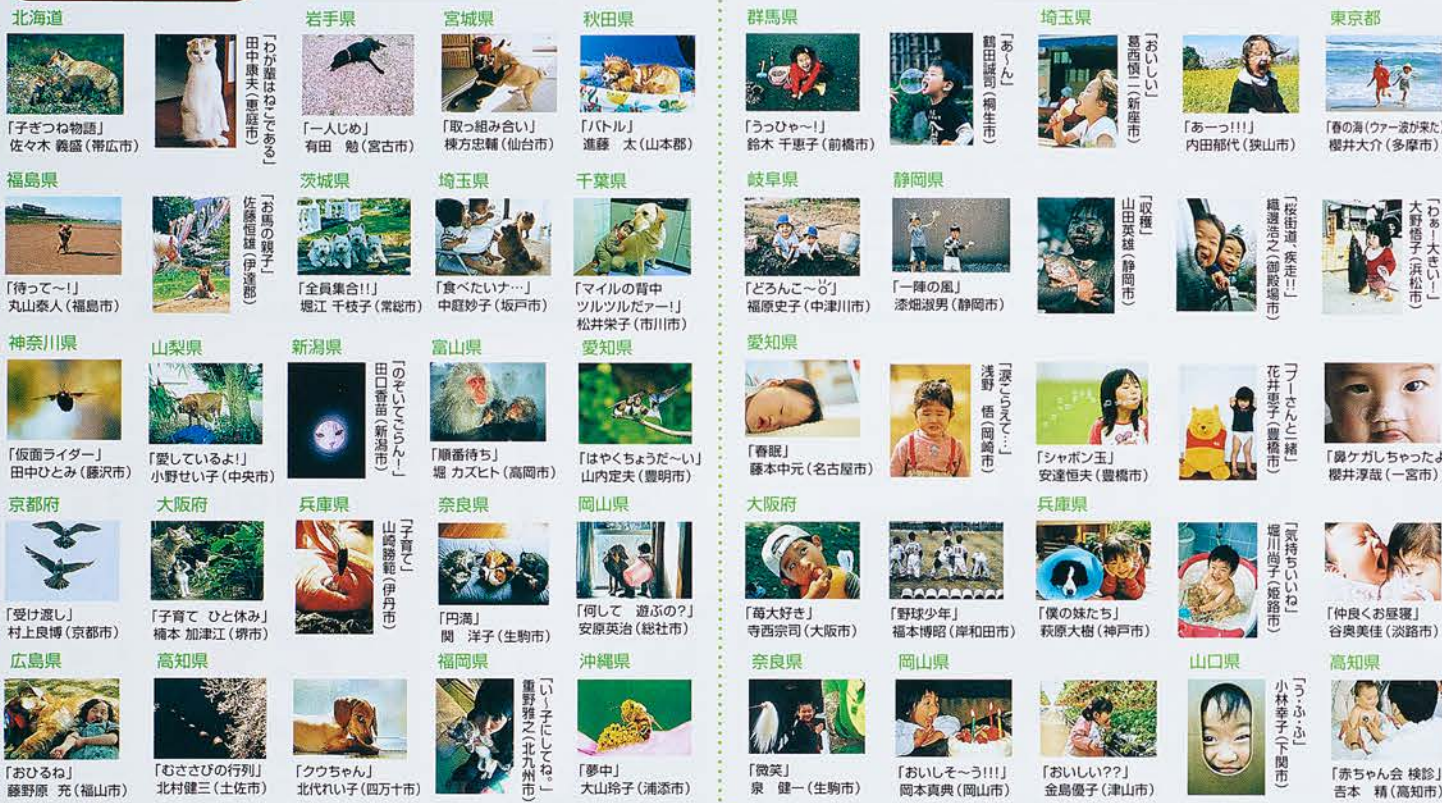 北海道
「子ぎつね物語」
佐々木 義盛（帯広市）
「わが輩はねこである」
田中康夫（恵庭市）
岩手県
「一人じめ」
有田　勉（宮古市）
宮城県
「取っ組み合い」
棟方忠輔（仙台市）
秋田県
「バトル」
進藤　太（山本郡）
福島県
「待って〜！」
丸山泰人（福島市）
「お馬の親子」
佐藤恒雄（伊達郡）
茨城県
「全員集合!!」
堀江 千枝子（常総市）
埼玉県
「食べたいナ…」
中庭妙子（坂戸市）
千葉県
「マイルの背中
ツルツルだァー!」
松井栄子（市川市）
神奈川県
「仮面ライダー」
田中ひとみ（藤沢市）
山梨県
「愛しているよ!」
小野せい子（中央市）
新潟県
「のぞいてごらん！」
田口香苗（新潟市）
富山県
「順番待ち」
堀 カズヒト（高岡市）
愛知県
「はやくちょうだ〜い」
山内定夫（豊明市）
京都府
「受け渡し」
村上良博（京都市）
大阪府
「子育て ひと休み」
楠本 加津江（堺市）
兵庫県
「子育て」
山崎勝範（伊丹市）
奈良県
「円満」
関　洋子（生駒市）
岡山県
「何して 遊ぶの？」
安原英治（総社市）
広島県
「おひるね」
藤野原 充（福山市）
高知県
「むささびの行列」
北村健三（土佐市）
「クウちゃん」
北代れい子（四万十市）
福岡県
「い〜子にしてね。」
重野雅之（北九州市）
沖縄県
「夢中」
大山玲子（浦添市）
群馬県
「うっひゃ〜！」
鈴木 千恵子（前橋市）
「あ〜ん」
鶴田誠司（桐生市）
埼玉県
「おいしい」
葛西慎一（新座市）
「あーっ!!!」
内田郁代（狭山市）
東京都
「春の海（ウァー波が来た）
櫻井大介（多摩市）
岐阜県
「どろんこ〜
福原史子（中津川市）
静岡県
「一陣の風」
漆畑淑男（静岡市）
「収穫」
山田英雄（静岡市）
「桜街道、疾走!!」
織邊浩之（御殿場市）
「わぁー大きい！」
大野悟子（浜松市）
愛知県
「春眠」
藤本中元（名古屋市）
「涙こらえて…」
浅野　悟（岡崎市）
「シャボン玉」
安達恒夫（豊橋市）
「プーさんと一緒」
花井恵子（豊橋市）
「鼻ケガしちゃったよ
櫻井淳哉（一宮市）
大阪府
「苺大好き」
寺西宗司（大阪市）
「野球少年」
福本博昭（岸和田市）
兵庫県
「僕の妹たち」
萩原大樹（神戸市）
「気持ちいいね」
堀川尚子（姫路市）
「仲良くお昼寝」
谷奥美佳（淡路市）
奈良県
「微笑」
泉　健一（生駒市）
岡山県
「おいしそ〜う!!!」
岡本真典（岡山市）
「おいしい??」
金島優子（津山市）
山口県
「う・ふ・ふ」
小林幸子（下関市）
高知県
「赤ちゃん会 検診」
吉本　精（高知市）